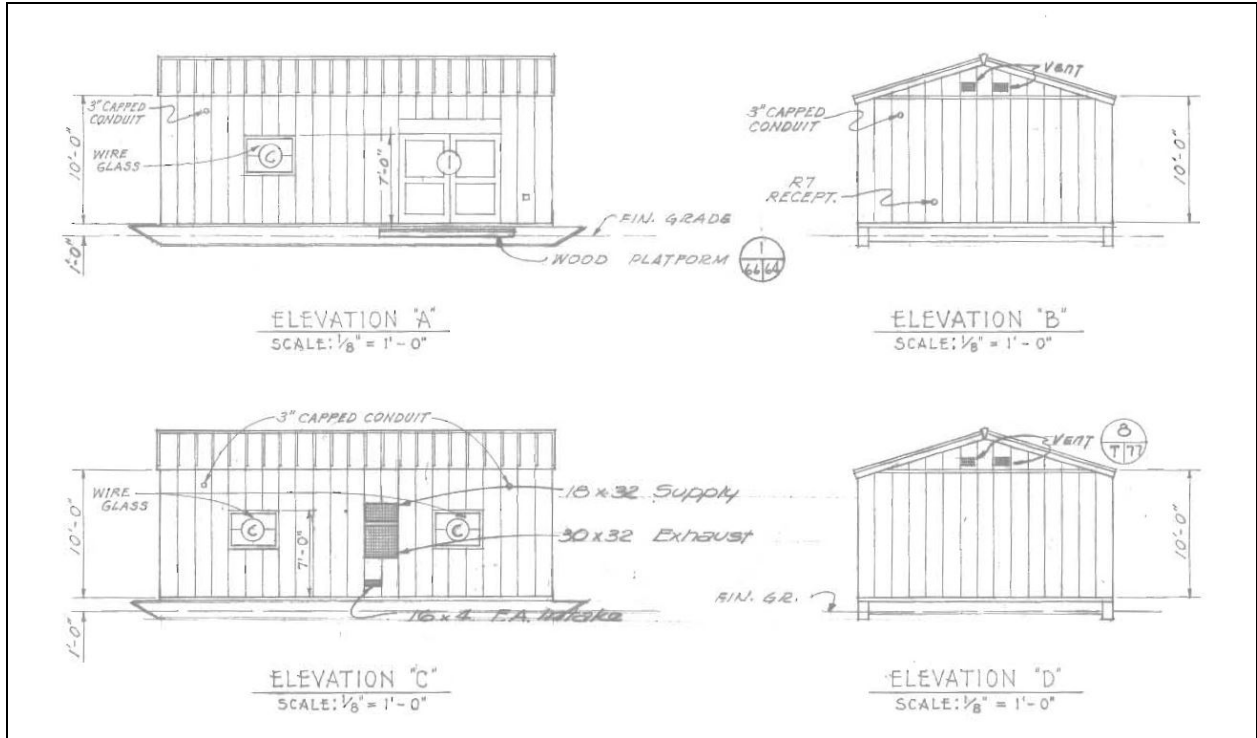 3" CAPPED
CONDUIT
WIRE
GLASS
C
10'-0"
1'-0"
7'-0"
1
FIN. GRADE
WOOD PLATFORM
1
66 64
ELEVATION "A"
SCALE: 1/8" = 1'-0"
VENT
3" CAPPED
CONDUIT
R7
RECEPT.
10'-0"
ELEVATION "B"
SCALE: 1/8" = 1'-0"
3" CAPPED CONDUIT
WIRE
GLASS
C
C
10'-0"
7'-0"
1'-0"
18 x 32 Supply
30 x 32 Exhaust
16 x 4 F.A. Intake
ELEVATION "C"
SCALE: 1/8" = 1'-0"
VENT
8
T 77
10'-0"
FIN. GR.
ELEVATION "D"
SCALE: 1/8" = 1'-0"